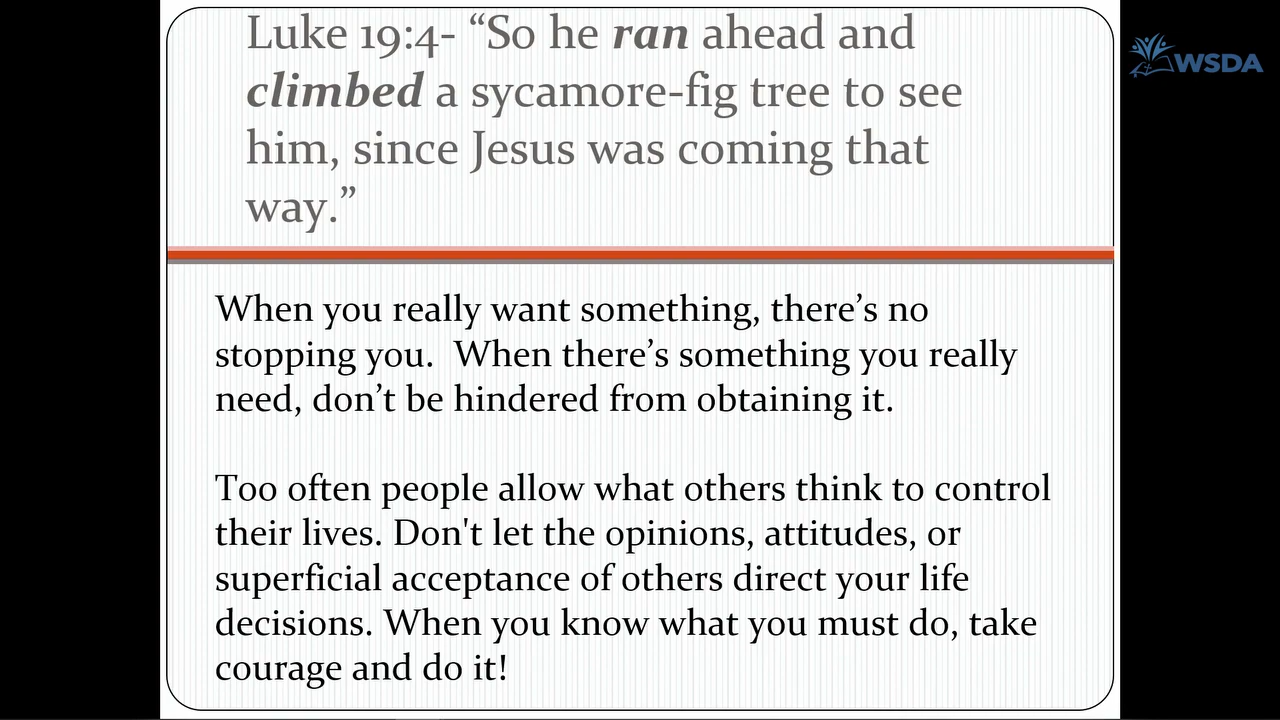 Luke 19:4- “So he ran ahead and
climbed a sycamore-fig tree to see
him, since Jesus was coming that
way.”
WSDA
When you really want something, there’s no
stopping you.  When there’s something you really
need, don’t be hindered from obtaining it.
Too often people allow what others think to control
their lives. Don't let the opinions, attitudes, or
superficial acceptance of others direct your life
decisions. When you know what you must do, take
courage and do it!